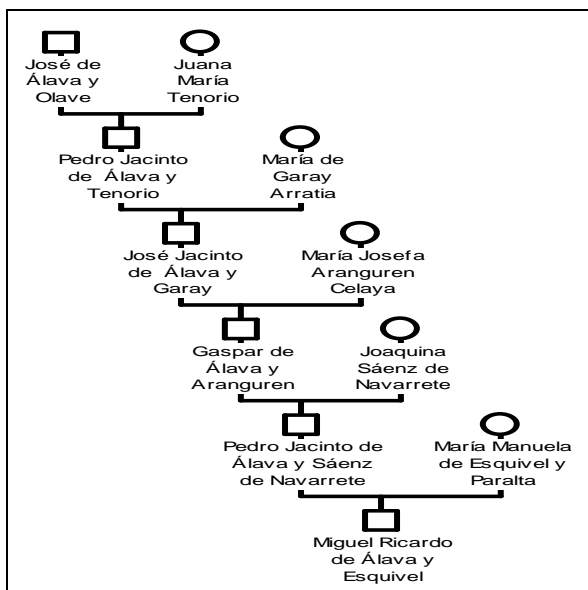 José de
Álava y
Olave
Juana
María
Tenorio
Pedro Jacinto
de Álava y
Tenorio
María de
Garay
Arratia
José Jacinto
de Álava y
Garay
María Josefa
Aranguren
Celaya
Gaspar de
Álava y
Aranguren
Joaquina
Sáenz de
Navarrete
Pedro Jacinto de
Álava y Sáenz
de Navarrete
María Manuela
de Esquivel y
Paralta
Miguel Ricardo
de Álava y
Esquivel